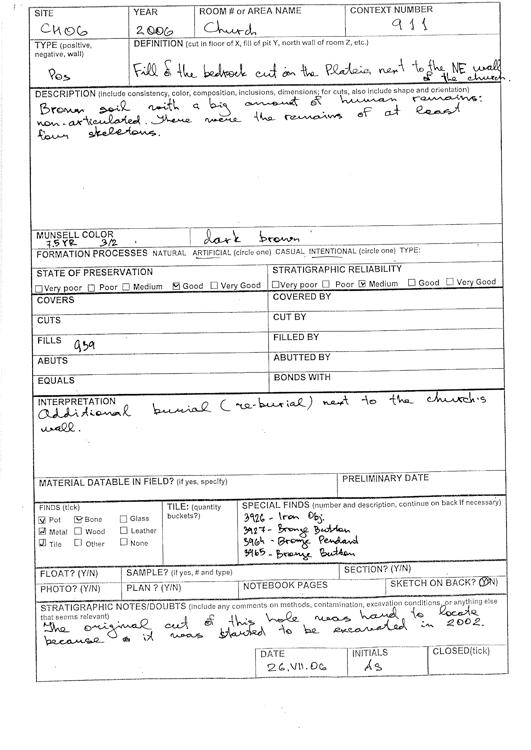 SITE YEAR ROOM # or AREA NAME CONTEXT NUMBER
CH06 2006 Church 911
TYPE (positive, negative, wall) DEFINITION (cut in floor of X, fill of pit Y, north wall of room Z, etc.)
Pos Fill of the bedrock cut on the Plateia, next to the NE wall
of the church
DESCRIPTION (include consistency, color, composition, inclusions, dimensions; for cuts, also include shape and orientation)
Brown soil with a big amount of human remains:
non-articulated. There were the remains of at least
four skeletons.
MUNSELL COLOR
7.5YR 3/2 dark brown
FORMATION PROCESSES NATURAL ARTIFICIAL (circle one) CASUAL INTENTIONAL (circle one) TYPE:
STATE OF PRESERVATION STRATIGRAPHIC RELIABILITY
☐ Very poor ☐ Poor ☐ Medium ☑ Good ☐ Very Good ☐ Very poor ☐ Poor ☑ Medium ☐ Good ☐ Very Good
COVERS COVERED BY
CUTS CUT BY
FILLS 939 FILLED BY
ABUTS ABUTTED BY
EQUALS BONDS WITH
INTERPRETATION
Additional burial (re-burial) next to the church's
wall.
MATERIAL DATABLE IN FIELD? (if yes, specify) PRELIMINARY DATE
FINDS (tick) TILE: (quantity buckets?) SPECIAL FINDS (number and description, continue on back if necessary)
☑ Pot ☑ Bone ☐ Glass 3926 - Iron Obj.
☑ Metal ☐ Wood ☐ Leather 3927 - Bronze Button
☑ Tile ☐ Other ☐ None 3964 - Bronze Pendand
3965 - Bronze Button
FLOAT? (Y/N) SAMPLE? (if yes, # and type) SECTION? (Y/N)
PHOTO? (Y/N) PLAN ? (Y/N) NOTEBOOK PAGES SKETCH ON BACK? (Y/N)
STRATIGRAPHIC NOTES/DOUBTS (include any comments on methods, contamination, excavation conditions, or anything else
that seems relevant)
The original cut of this hole was hand to locate
because it was started to be excavated in 2002.
DATE INITIALS CLOSED(tick)
26.VII.06 AS